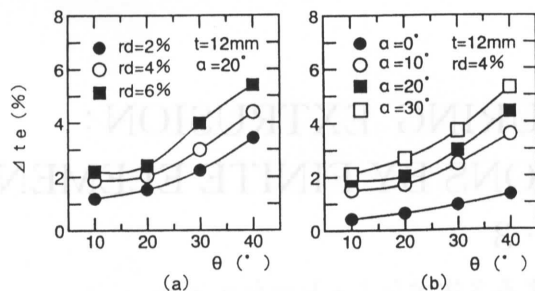 8
6
4
2
0
Δte (%)
● rd=2%
○ rd=4%
■ rd=6%
t=12mm
α=20°
10 20 30 40
θ (°)
(a)
8
6
4
2
0
● α=0°
○ α=10°
■ α=20°
□ α=30°
t=12mm
rd=4%
10 20 30 40
θ (°)
(b)